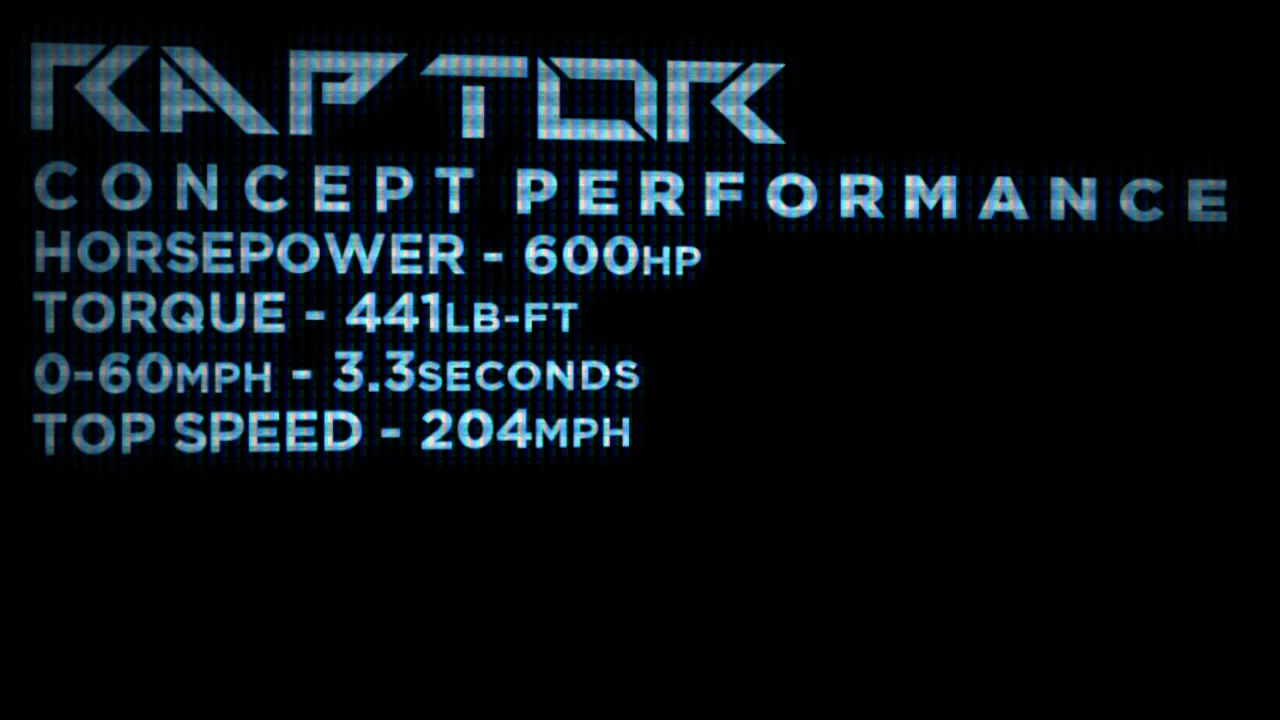 RAPTOR
CONCEPT PERFORMANCE
HORSEPOWER - 600HP
TORQUE - 441LB-FT
0-60MPH - 3.3SECONDS
TOP SPEED - 204MPH